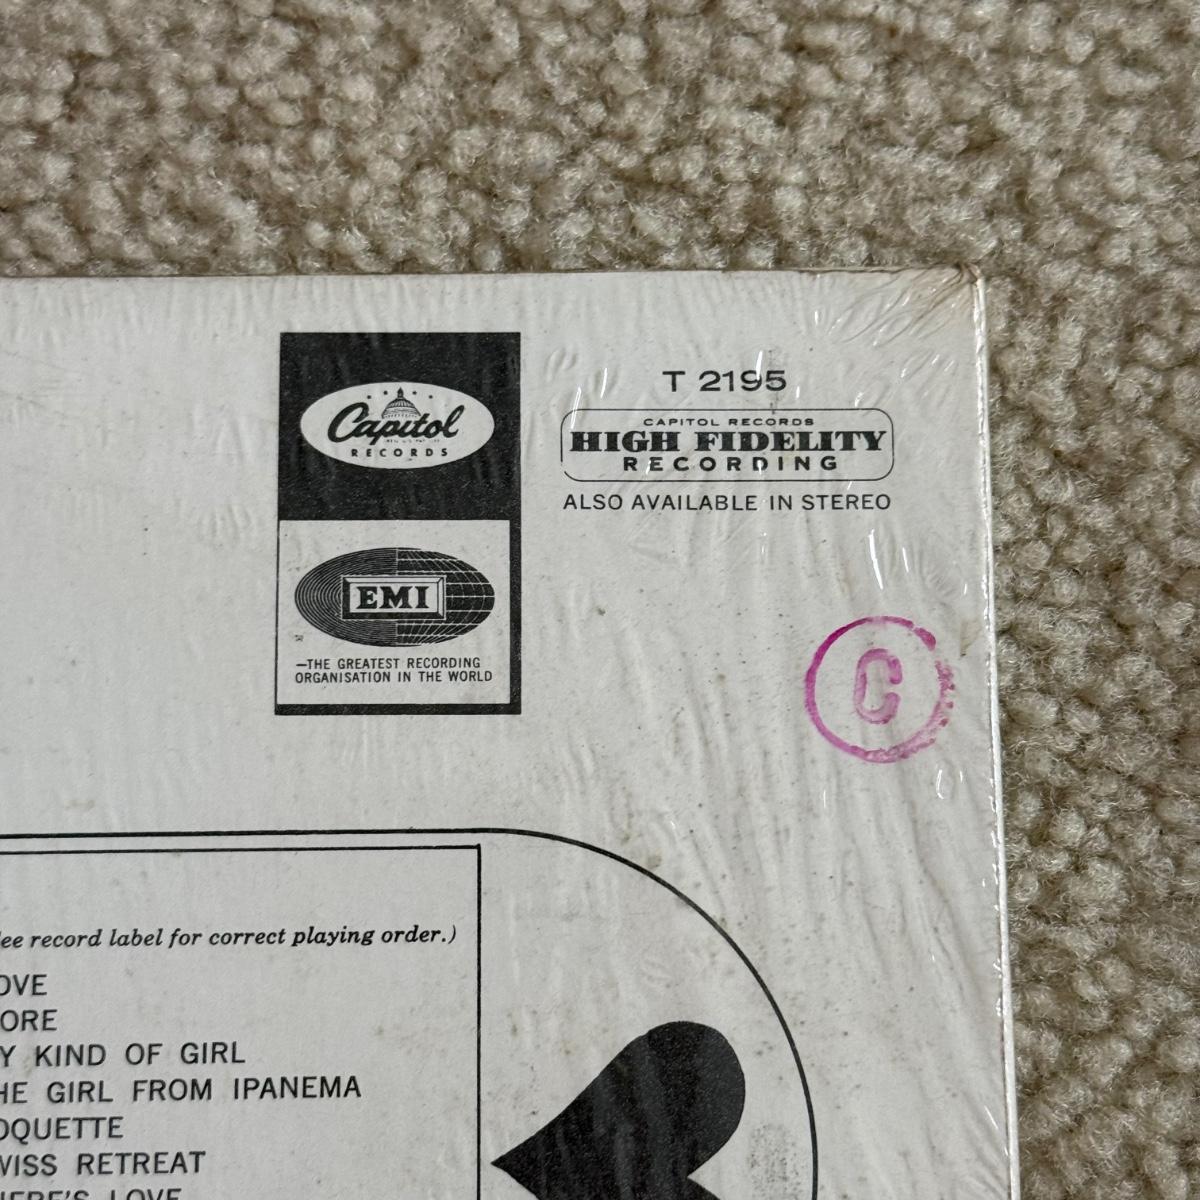 T 2195
Capitol
RECORDS
CAPITOL RECORDS
HIGH FIDELITY
RECORDING
ALSO AVAILABLE IN STEREO
EMI
—THE GREATEST RECORDING
ORGANISATION IN THE WORLD
C
ee record label for correct playing order.)
OVE
ORE
Y KIND OF GIRL
HE GIRL FROM IPANEMA
OQUETTE
WISS RETREAT
HERE'S LOVE